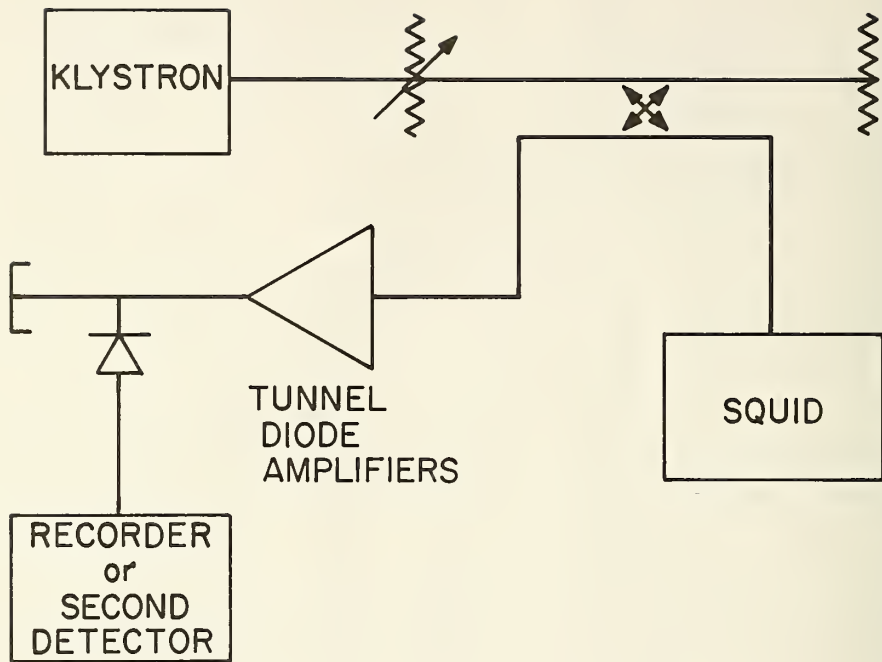 KLYSTRON
TUNNEL
DIODE
AMPLIFIERS
SQUID
RECORDER
or
SECOND
DETECTOR